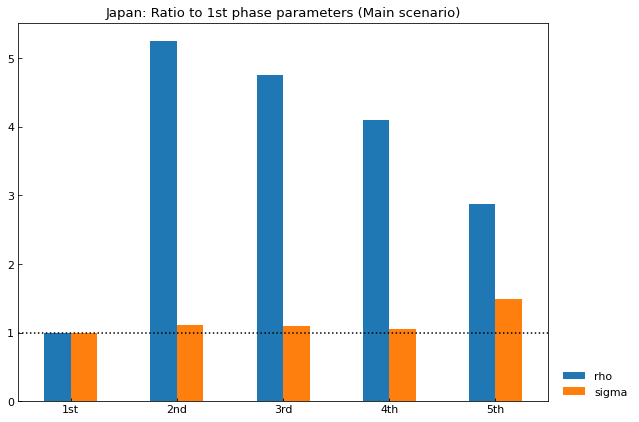 Japan: Ratio to 1st phase parameters (Main scenario)
5
4
3
2
1
0
1st 2nd 3rd 4th 5th
rho
sigma